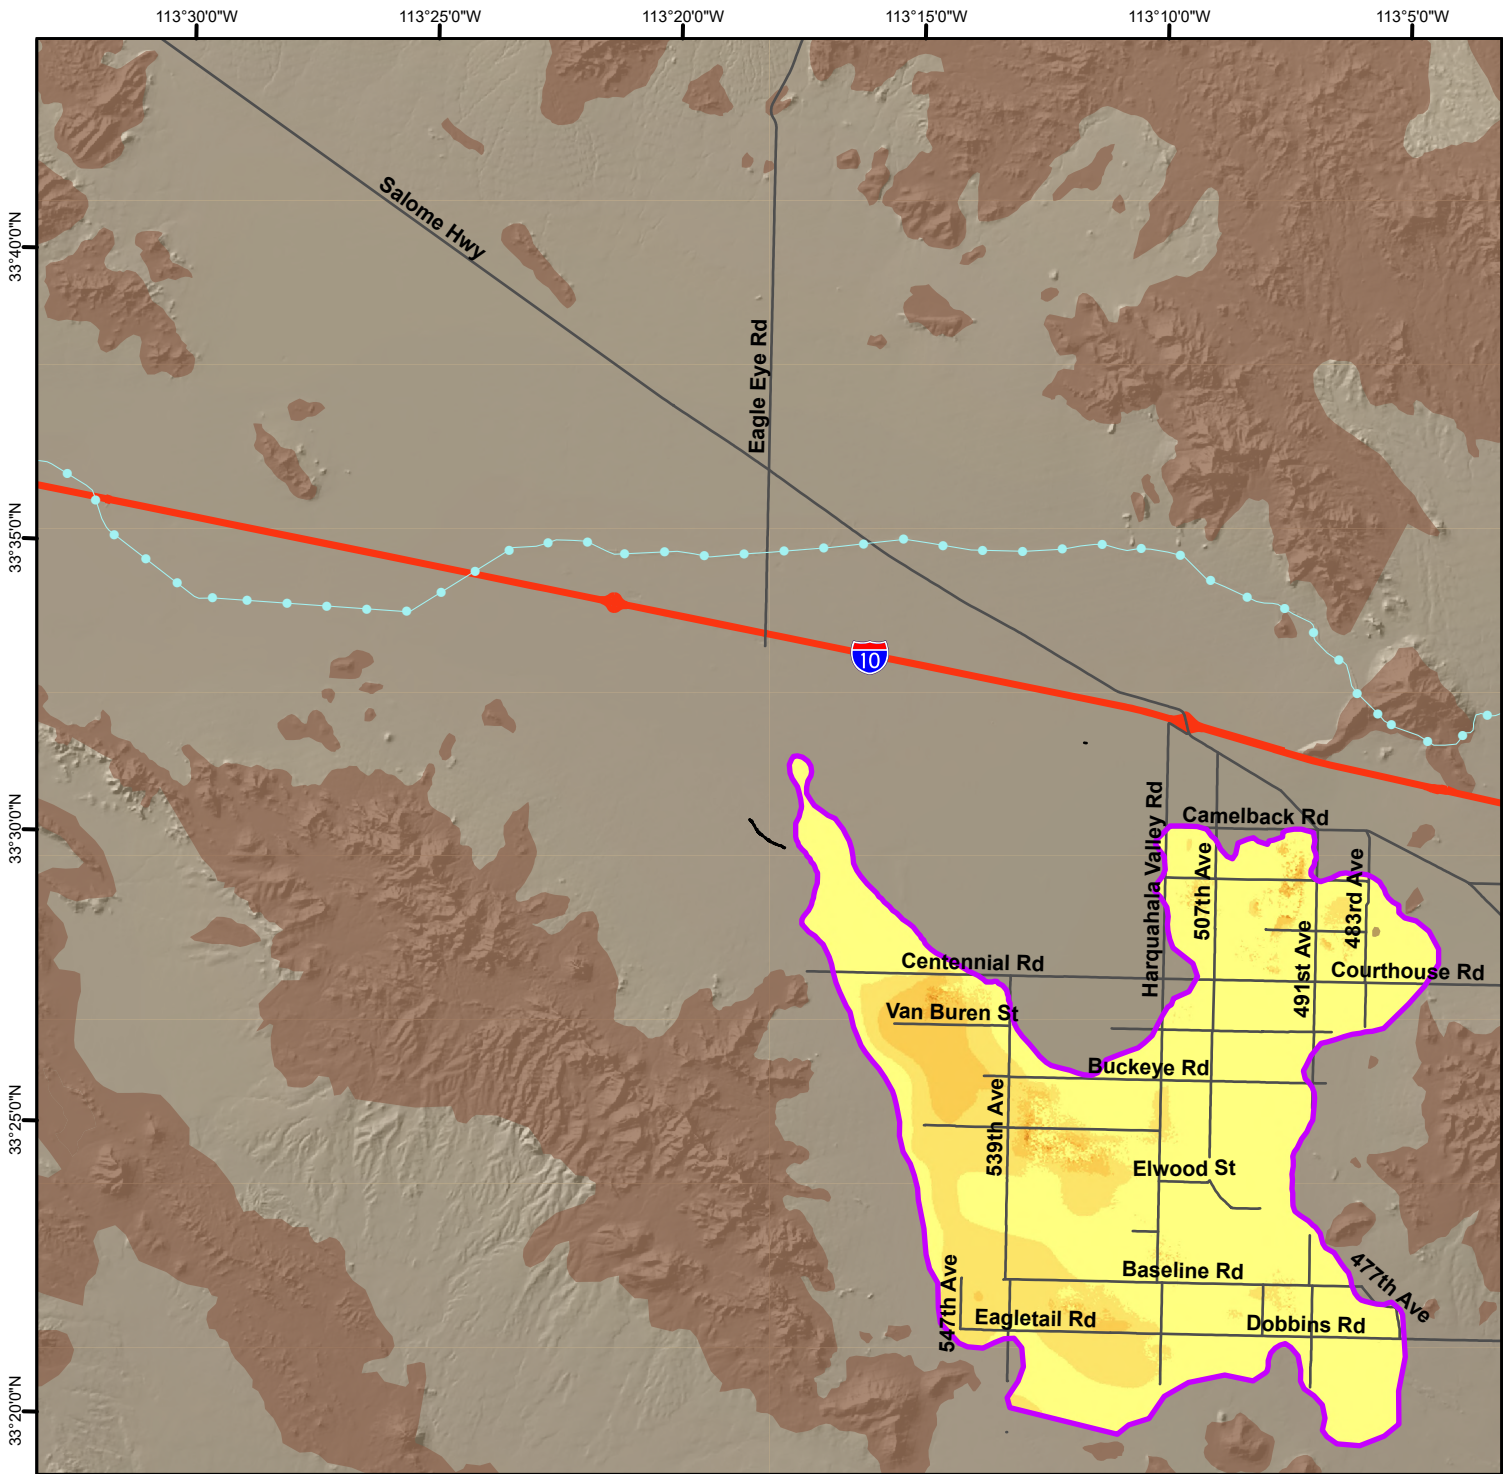 113°30'0"W
113°25'0"W
113°20'0"W
113°15'0"W
113°10'0"W
113°5'0"W
33°40'0"N
33°35'0"N
33°30'0"N
33°25'0"N
33°20'0"N
Salome Hwy
Eagle Eye Rd
10
Harquahala Valley Rd
Camelback Rd
507th Ave
483rd Ave
491st Ave
Centennial Rd
Courthouse Rd
Van Buren St
Buckeye Rd
539th Ave
Elwood St
547th Ave
Baseline Rd
477th Ave
Eagletail Rd
Dobbins Rd